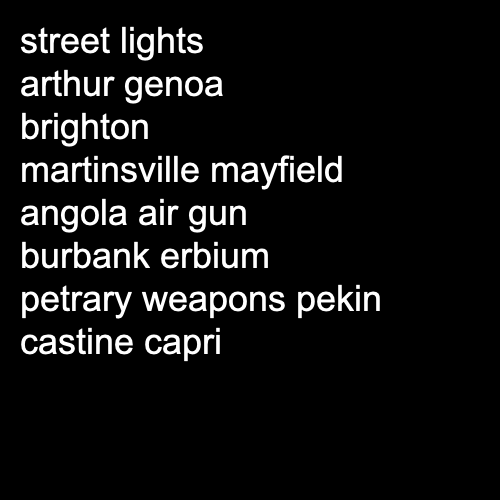 street lights
arthur genoa
brighton
martinsville mayfield
angola air gun
burbank erbium
petrary weapons pekin
castine capri